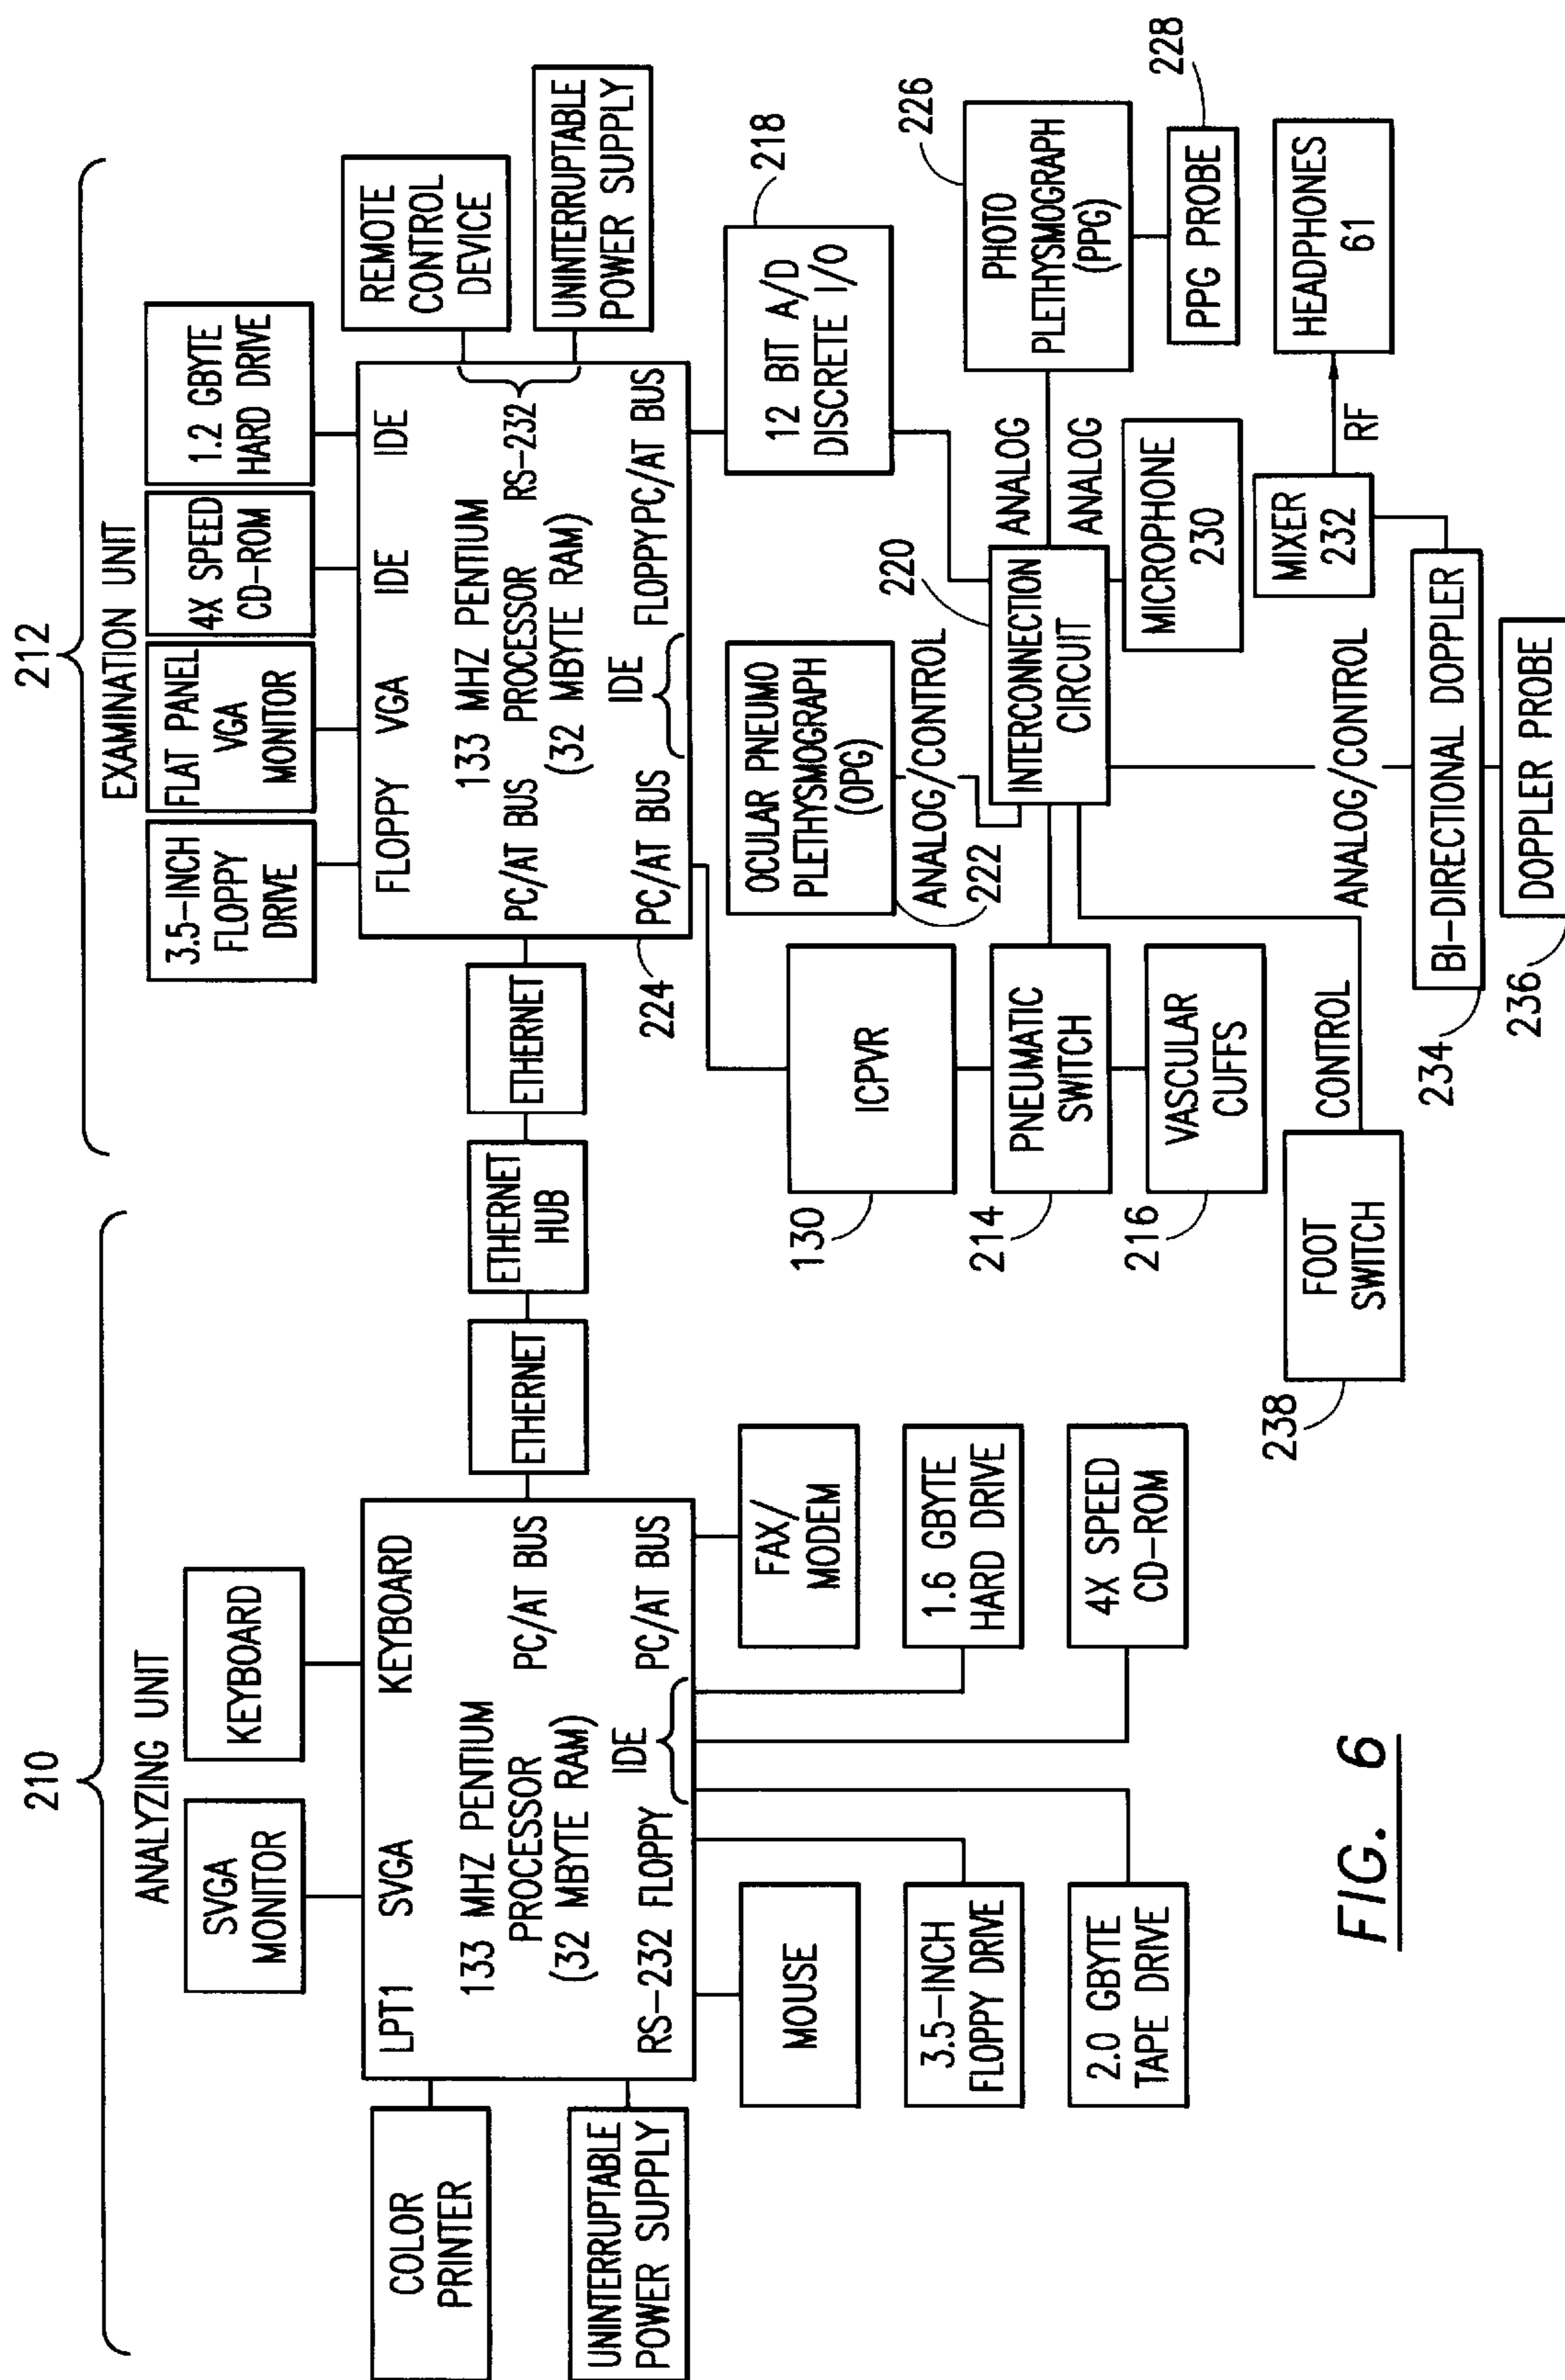 210
ANALYZING UNIT
SVGA
MONITOR
KEYBOARD
COLOR
PRINTER
UNINTERRUPTABLE
POWER SUPPLY
LPT1
SVGA
KEYBOARD
133 MHZ PENTIUM
PROCESSOR
(32 MBYTE RAM)
PC/AT BUS
IDE
RS-232
FLOPPY
PC/AT BUS
MOUSE
FAX/
MODEM
3.5-INCH
FLOPPY DRIVE
1.6 GBYTE
HARD DRIVE
2.0 GBYTE
TAPE DRIVE
4X SPEED
CD-ROM
ETHERNET
ETHERNET
HUB
ETHERNET
212
EXAMINATION UNIT
3.5-INCH
FLOPPY
DRIVE
FLAT PANEL
VGA
MONITOR
4X SPEED
CD-ROM
1.2 GBYTE
HARD DRIVE
REMOTE
CONTROL
DEVICE
UNINTERRUPTABLE
POWER SUPPLY
FLOPPY
VGA
IDE
IDE
133 MHZ PENTIUM
PC/AT BUS
PROCESSOR
RS-232
(32 MBYTE RAM)
IDE
PC/AT BUS
FLOPPY
PC/AT BUS
224
218
12 BIT A/D
DISCRETE I/O
130
ICPVR
OCULAR PNEUMO
PLETHYSMOGRAPH
(OPG)
ANALOG/CONTROL
222
220
226
PHOTO
PLETHYSMOGRAPH
(PPG)
228
PPG PROBE
214
PNEUMATIC
SWITCH
INTERCONNECTION
CIRCUIT
ANALOG
ANALOG
216
VASCULAR
CUFFS
MICROPHONE
230
238
FOOT
SWITCH
CONTROL
MIXER
232
RF
HEADPHONES
61
ANALOG/CONTROL
234
BI-DIRECTIONAL DOPPLER
236
DOPPLER PROBE
FIG. 6